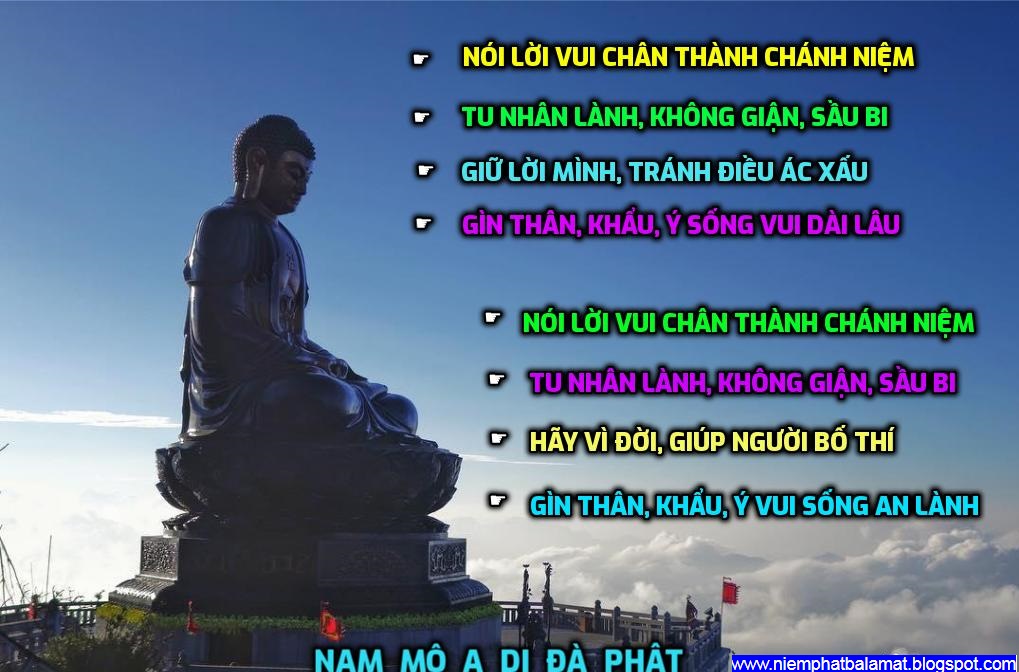 ☛ NÓI LỜI VUI CHÂN THÀNH CHÁNH NIỆM
☛ TU NHÂN LÀNH, KHÔNG GIẬN, SẦU BI
☛ GIỮ LỜI MÌNH, TRÁNH ĐIỀU ÁC XẤU
☛ GÌN THÂN, KHẨU, Ý SỐNG VUI DÀI LÂU
☛ NÓI LỜI VUI CHÂN THÀNH CHÁNH NIỆM
☛ TU NHÂN LÀNH, KHÔNG GIẬN, SẦU BI
☛ HÃY VÌ ĐỜI, GIÚP NGƯỜI BỐ THÍ
☛ GÌN THÂN, KHẨU, Ý VUI SỐNG AN LÀNH
NAM MÔ A DI ĐÀ PHẬT
www.niemphatbalamat.blogspot.com